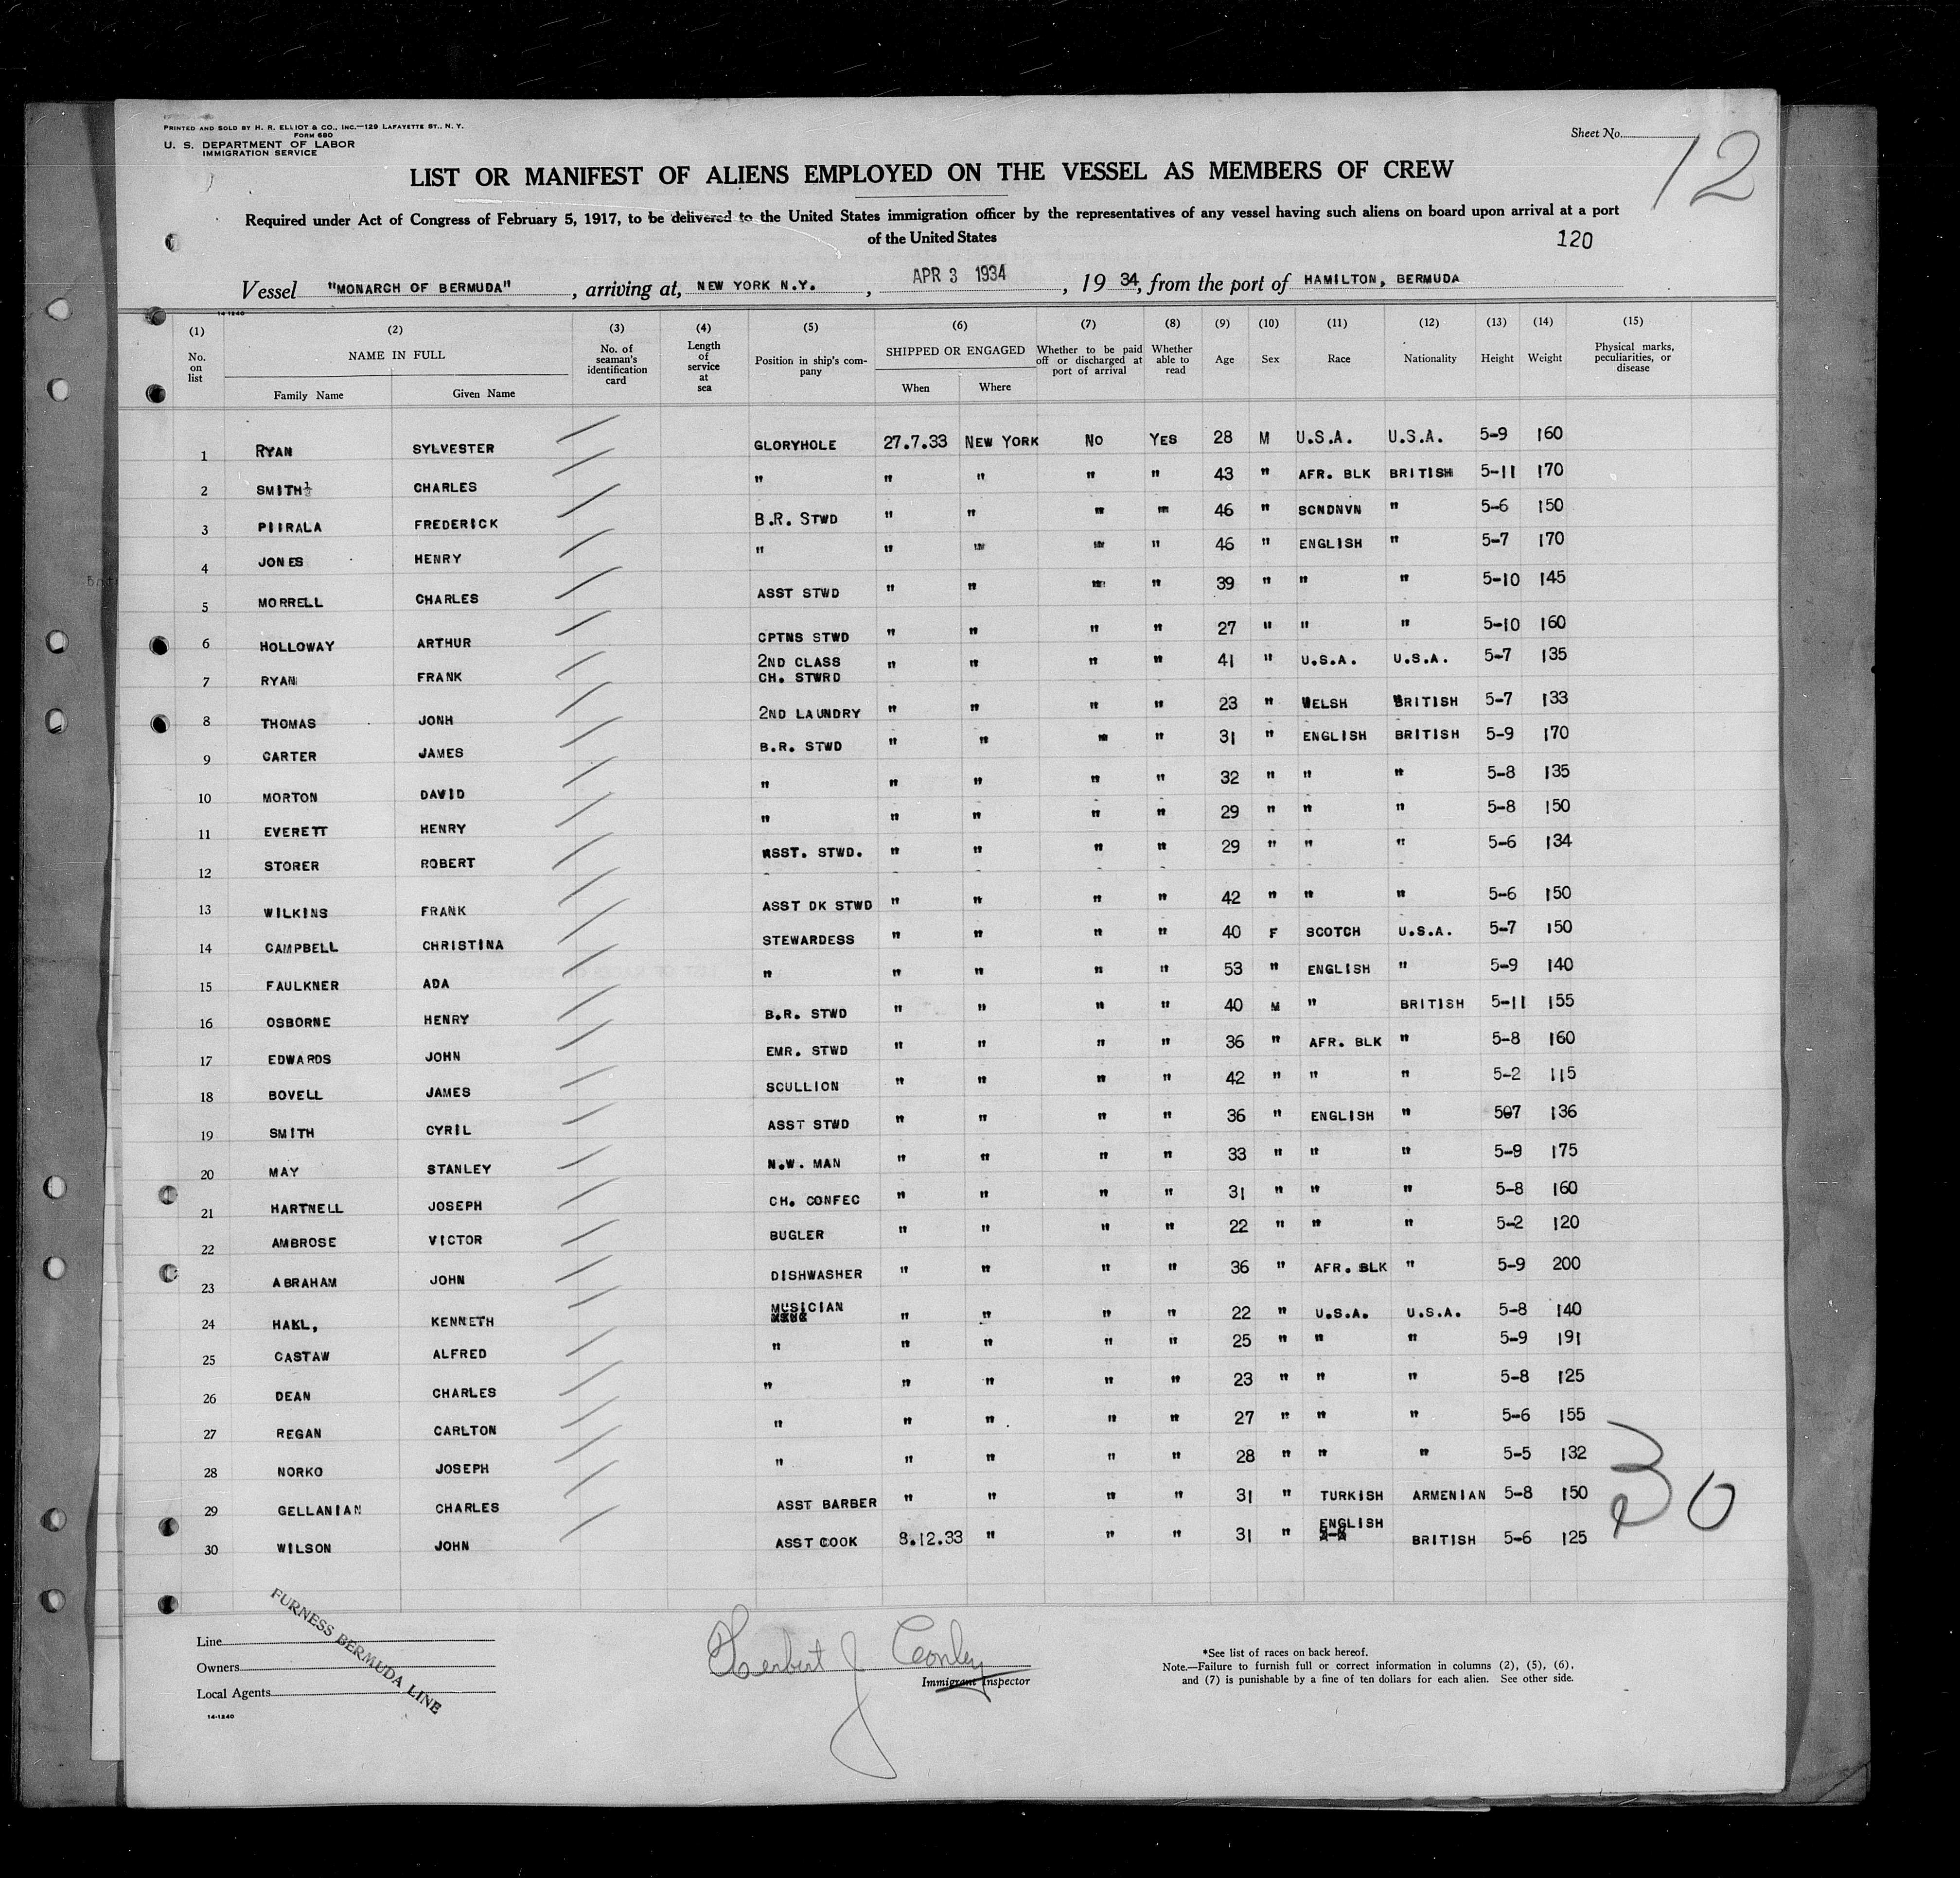 PRINTED AND SOLD BY H. R. ELLIOT & CO., INC.—129 LAFAYETTE ST., N. Y.
FORM 680
U. S. DEPARTMENT OF LABOR
IMMIGRATION SERVICE
Sheet No.
12
LIST OR MANIFEST OF ALIENS EMPLOYED ON THE VESSEL AS MEMBERS OF CREW
Required under Act of Congress of February 5, 1917, to be delivered to the United States immigration officer by the representatives of any vessel having such aliens on board upon arrival at a port
of the United States
120
Vessel "MONARCH OF BERMUDA", arriving at, NEW YORK N.Y., APR 3 1934, 1934, from the port of HAMILTON, BERMUDA
14-1240
(1) (2) (3) (4) (5) (6) (7) (8) (9) (10) (11) (12) (13) (14) (15)
No. on list NAME IN FULL Family Name Given Name No. of seaman's identification card Length of service at sea Position in ship's company SHIPPED OR ENGAGED When Where Whether to be paid off or discharged at port of arrival Whether able to read Age Sex Race Nationality Height Weight Physical marks, peculiarities, or disease
1 RYAN SYLVESTER GLORYHOLE 27.7.33 NEW YORK NO YES 28 M U.S.A. U.S.A. 5-9 160
2 SMITH CHARLES " " " " " 43 " AFR. BLK BRITISH 5-11 170
3 PIIRALA FREDERICK B.R. STWD " " " " 46 " SCNDNVN " 5-6 150
4 JONES HENRY " " " " " 46 " ENGLISH " 5-7 170
5 MORRELL CHARLES ASST STWD " " " " 39 " " " 5-10 145
6 HOLLOWAY ARTHUR CPTNS STWD " " " " 27 " " " 5-10 160
7 RYAN FRANK 2ND CLASS CH. STWRD " " " " 41 " U.S.A. U.S.A. 5-7 135
8 THOMAS JONH 2ND LAUNDRY " " " " 23 " WELSH BRITISH 5-7 133
9 CARTER JAMES B.R. STWD " " " " 31 " ENGLISH BRITISH 5-9 170
10 MORTON DAVID " " " " " 32 " " " 5-8 135
11 EVERETT HENRY " " " " " 29 " " " 5-8 150
12 STORER ROBERT ASST. STWD. " " " " 29 " " " 5-6 134
13 WILKINS FRANK ASST DK STWD " " " " 42 " " " 5-6 150
14 CAMPBELL CHRISTINA STEWARDESS " " " " 40 F SCOTCH U.S.A. 5-7 150
15 FAULKNER ADA " " " " " 53 " ENGLISH " 5-9 140
16 OSBORNE HENRY B.R. STWD " " " " 40 M " BRITISH 5-11 155
17 EDWARDS JOHN EMR. STWD " " " " 36 " AFR. BLK " 5-8 160
18 BOVELL JAMES SCULLION " " " " 42 " " " 5-2 115
19 SMITH CYRIL ASST STWD " " " " 36 " ENGLISH " 507 136
20 MAY STANLEY N.W. MAN " " " " 33 " " " 5-9 175
21 HARTNELL JOSEPH CH. CONFEC " " " " 31 " " " 5-8 160
22 AMBROSE VICTOR BUGLER " " " " 22 " " " 5-2 120
23 ABRAHAM JOHN DISHWASHER " " " " 36 " AFR. BLK " 5-9 200
24 HAKL, KENNETH MUSICIAN " " " " 22 " U.S.A. U.S.A. 5-8 140
25 CASTAW ALFRED " " " " " 25 " " " 5-9 191
26 DEAN CHARLES " " " " " 23 " " " 5-8 125
27 REGAN CARLTON " " " " " 27 " " " 5-6 155
28 NORKO JOSEPH " " " " " 28 " " " 5-5 132
29 GELLANIAN CHARLES ASST BARBER " " " " 31 " TURKISH ARMENIAN 5-8 150
30 WILSON JOHN ASST COOK 8.12.33 " " " 31 " ENGLISH BRITISH 5-6 125
30
Line
Owners
Local Agents
FURNESS BERMUDA LINE
14-1240
Herbert J Conley
Immigrant Inspector
*See list of races on back hereof.
Note.—Failure to furnish full or correct information in columns (2), (5), (6),
and (7) is punishable by a fine of ten dollars for each alien. See other side.